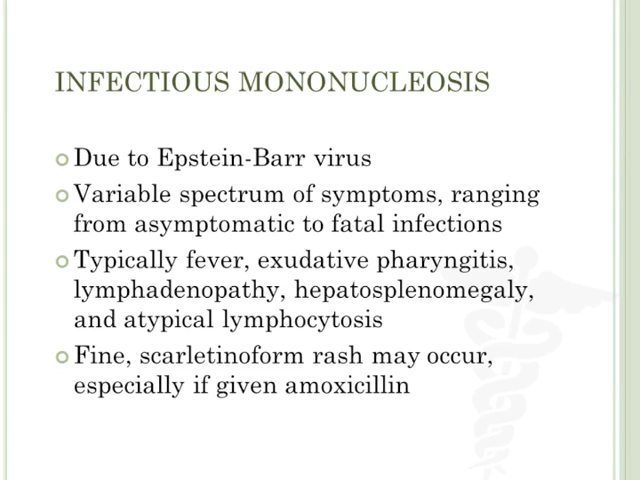 INFECTIOUS MONONUCLEOSIS
Due to Epstein-Barr virus
Variable spectrum of symptoms, ranging
from asymptomatic to fatal infections
Typically fever, exudative pharyngitis,
lymphadenopathy, hepatosplenomegaly,
and atypical lymphocytosis
Fine, scarletinoform rash may occur,
especially if given amoxicillin